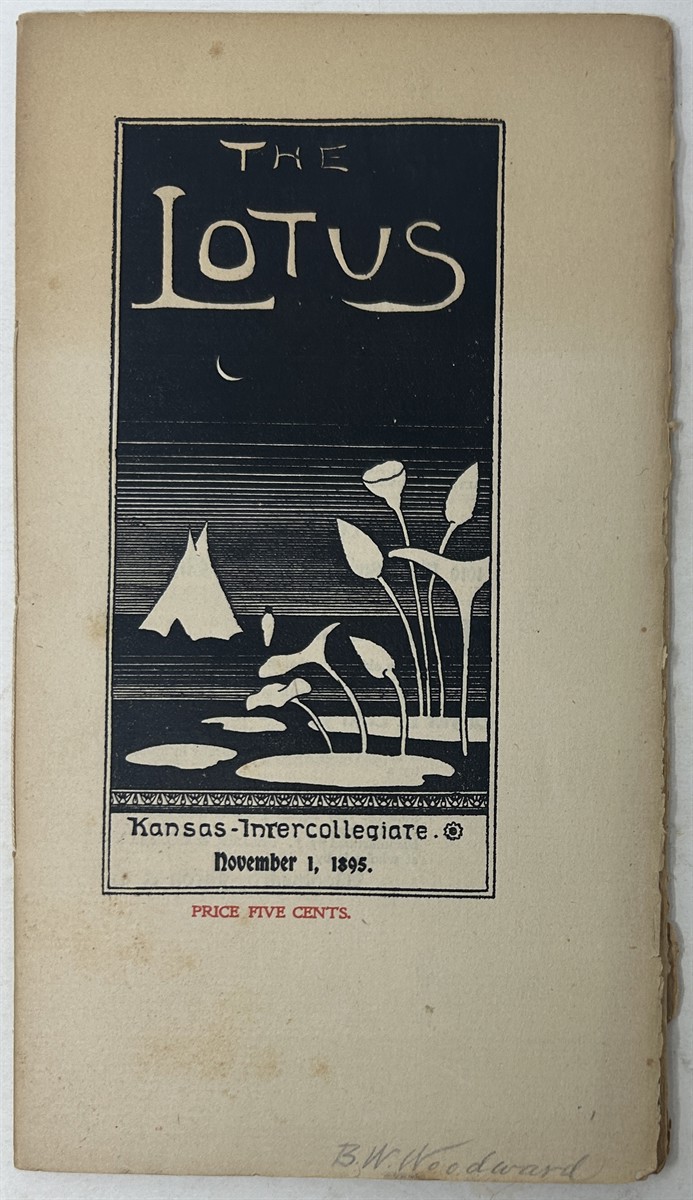 THE
LOTUS
Kansas-Intercollegiate.
November 1, 1895.
PRICE FIVE CENTS.
B.W. Woodward